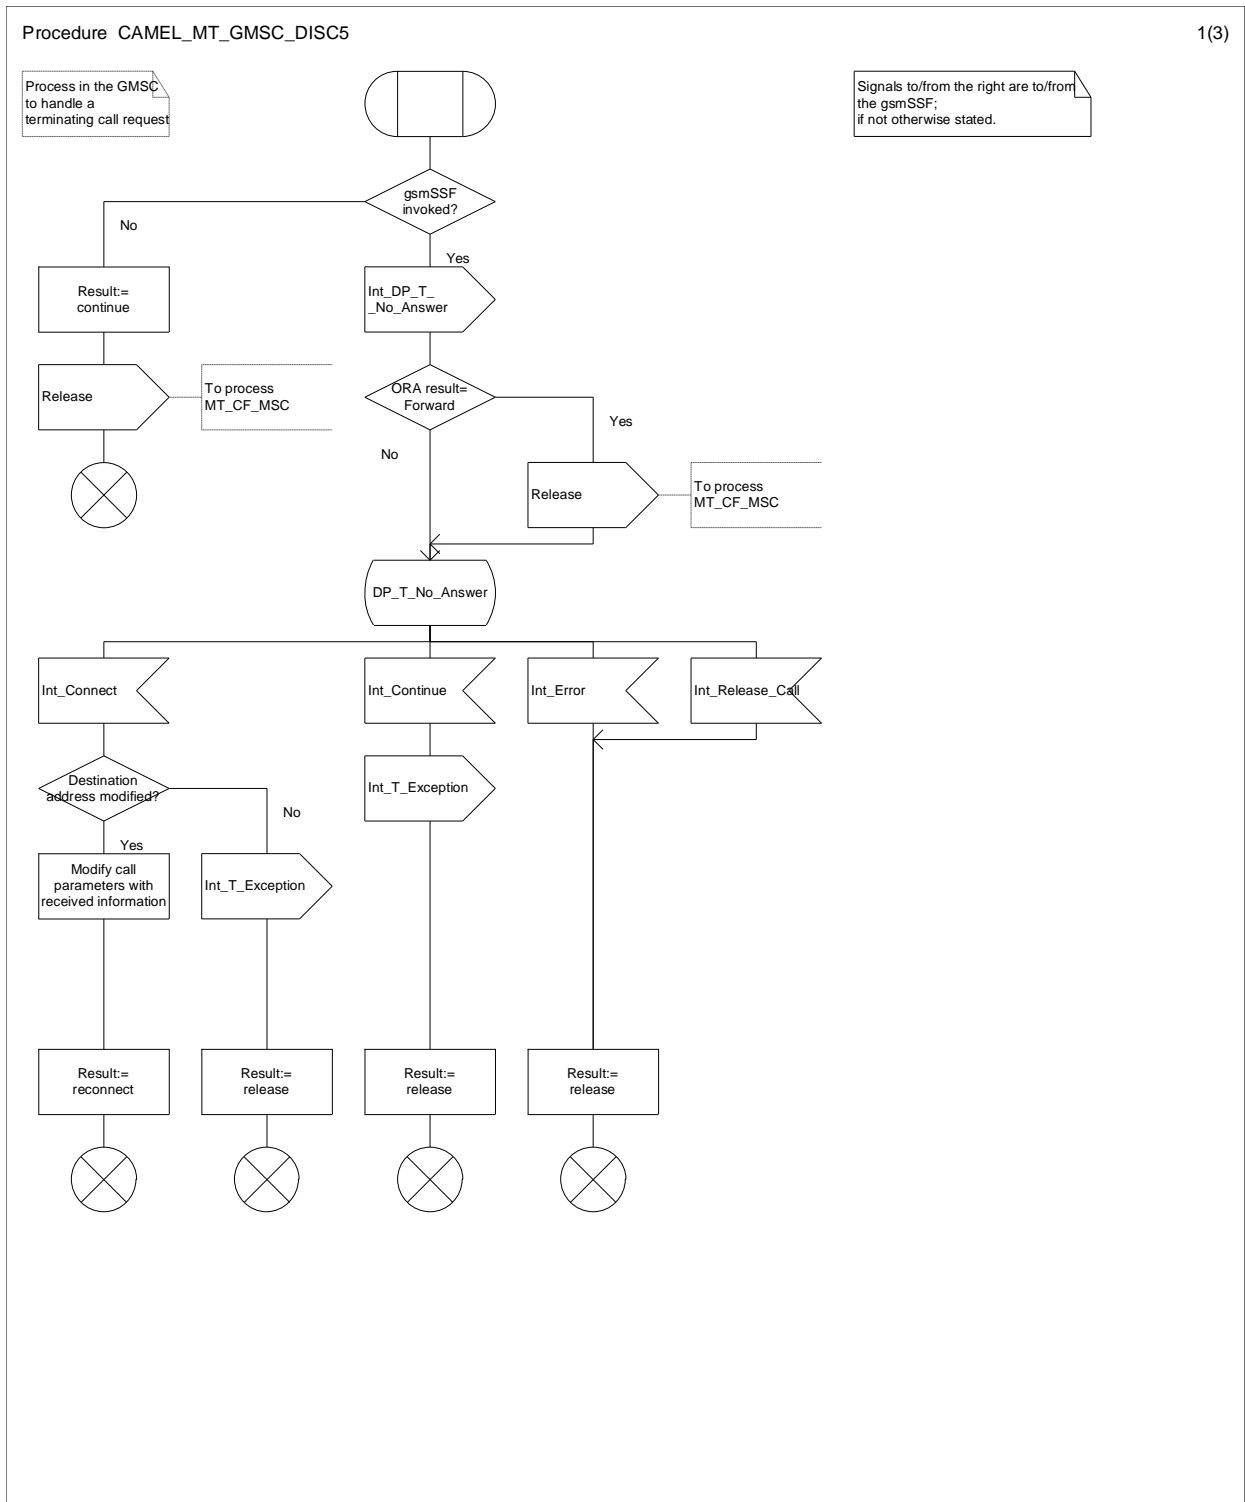 Procedure CAMEL_MT_GMSC_DISC5
1(3)
Process in the GMSC
to handle a
terminating call request
Signals to/from the right are to/from
the gsmSSF;
if not otherwise stated.
gsmSSF
invoked?
No
Yes
Result:=
continue
Int_DP_T_
_No_Answer
Release
To process
MT_CF_MSC
ORA result=
Forward
Yes
No
Release
To process
MT_CF_MSC
DP_T_No_Answer
Int_Connect
Int_Continue
Int_Error
Int_Release_Call
Destination
address modified?
No
Int_T_Exception
Yes
Modify call
parameters with
received information
Int_T_Exception
Result:=
reconnect
Result:=
release
Result:=
release
Result:=
release